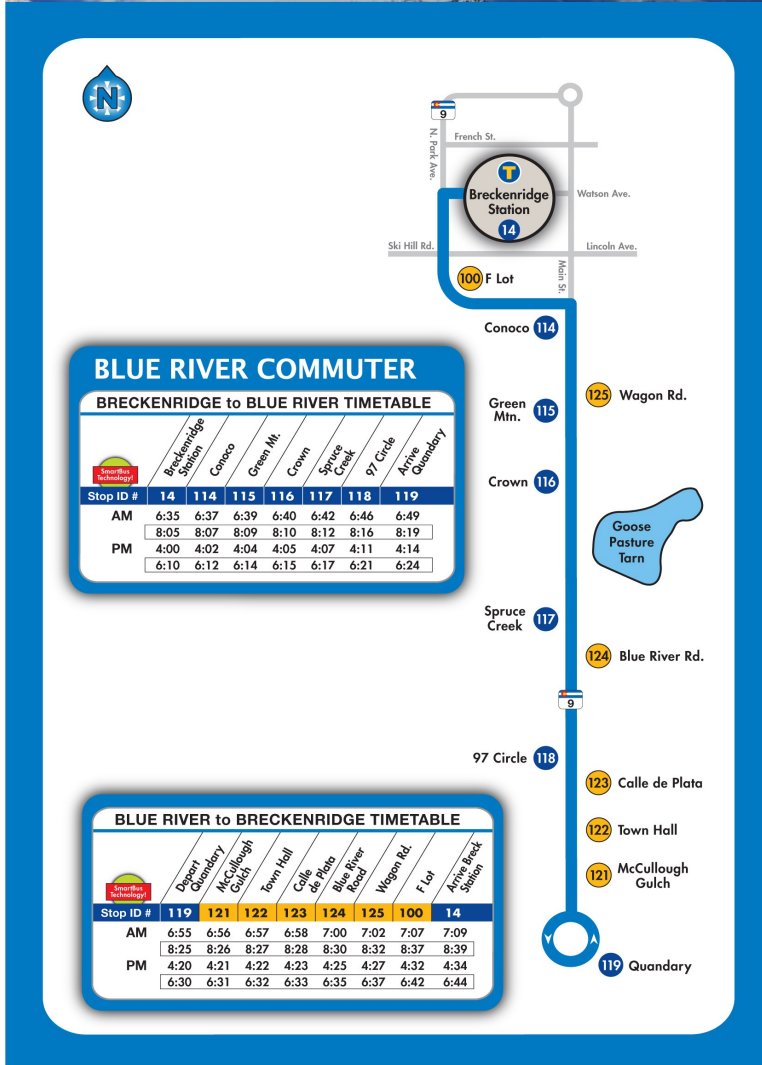 N
9
N. Park Ave.
French St.
T
Breckenridge
Station
14
Watson Ave.
Ski Hill Rd.
Lincoln Ave.
Main St.
100 F Lot
Conoco 114
125 Wagon Rd.
Green
Mtn. 115
Crown 116
Goose
Pasture
Tarn
Spruce
Creek 117
124 Blue River Rd.
9
97 Circle 118
123 Calle de Plata
122 Town Hall
121 McCullough
Gulch
119 Quandary
BLUE RIVER COMMUTER
BRECKENRIDGE to BLUE RIVER TIMETABLE
SmartBus
Technology!
Breckenridge
Station
Conoco
Green Mt.
Crown
Spruce
Creek
97 Circle
Arrive
Quandary
Stop ID # 14 114 115 116 117 118 119
AM 6:35 6:37 6:39 6:40 6:42 6:46 6:49
8:05 8:07 8:09 8:10 8:12 8:16 8:19
PM 4:00 4:02 4:04 4:05 4:07 4:11 4:14
6:10 6:12 6:14 6:15 6:17 6:21 6:24
BLUE RIVER to BRECKENRIDGE TIMETABLE
SmartBus
Technology!
Depart
Quandary
McCullough
Gulch
Town Hall
Calle
de Plata
Blue River
Road
Wagon Rd.
F Lot
Arrive Breck
Station
Stop ID # 119 121 122 123 124 125 100 14
AM 6:55 6:56 6:57 6:58 7:00 7:02 7:07 7:09
8:25 8:26 8:27 8:28 8:30 8:32 8:37 8:39
PM 4:20 4:21 4:22 4:23 4:25 4:27 4:32 4:34
6:30 6:31 6:32 6:33 6:35 6:37 6:42 6:44